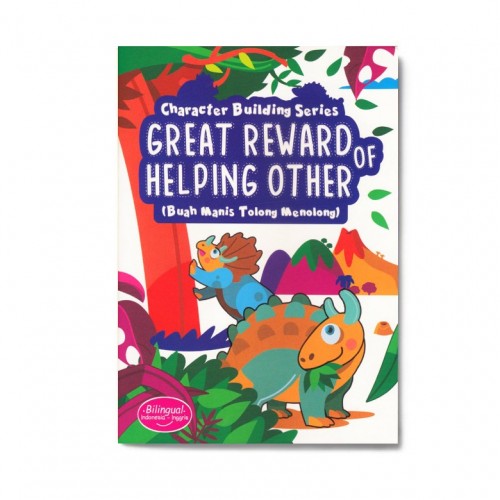 Character Building Series
GREAT REWARD
OF
HELPING OTHER
(Buah Manis Tolong Menolong)
Bilingual
Indonesia - Inggris